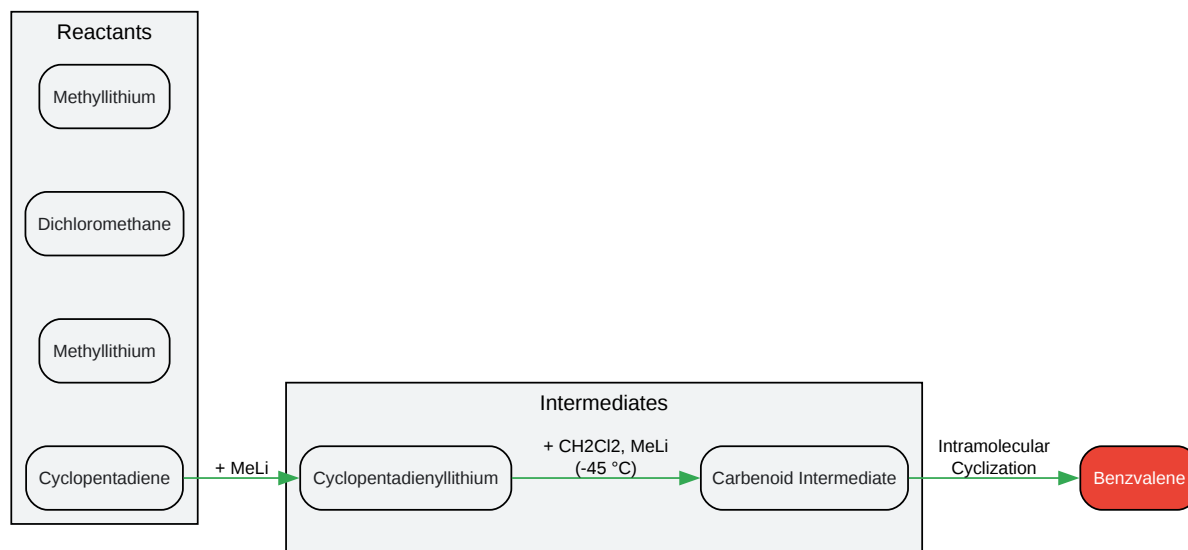 Reactants
Methyllithium
Dichloromethane
Methyllithium
Cyclopentadiene
+ MeLi
Intermediates
Cyclopentadienyllithium
+ CH2Cl2, MeLi
(-45 °C)
Carbenoid Intermediate
Intramolecular
Cyclization
Benzvalene